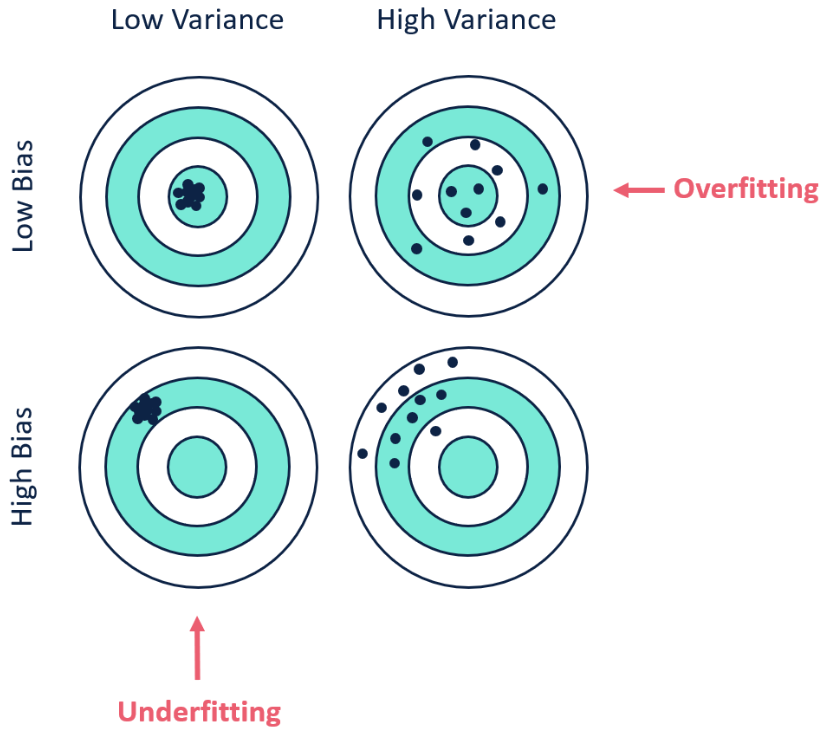 Low Variance
High Variance
Low Bias
Overfitting
High Bias
Underfitting